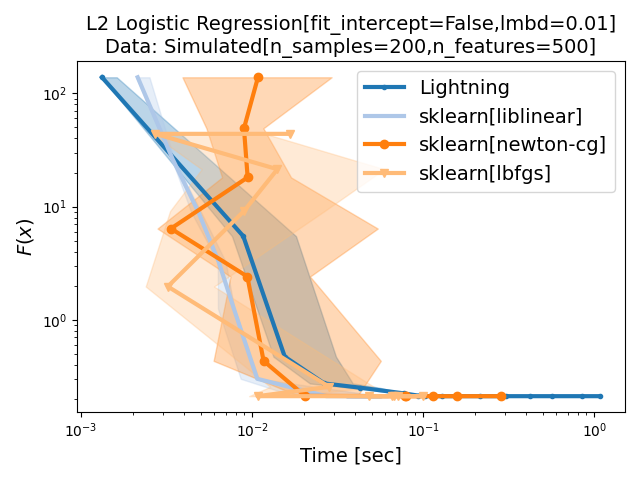 L2 Logistic Regression[fit_intercept=False,lmbd=0.01]
Data: Simulated[n_samples=200,n_features=500]
Lightning
sklearn[liblinear]
sklearn[newton-cg]
sklearn[lbfgs]
F(x)
10²
10¹
10⁰
10⁻³
10⁻²
10⁻¹
10⁰
Time [sec]